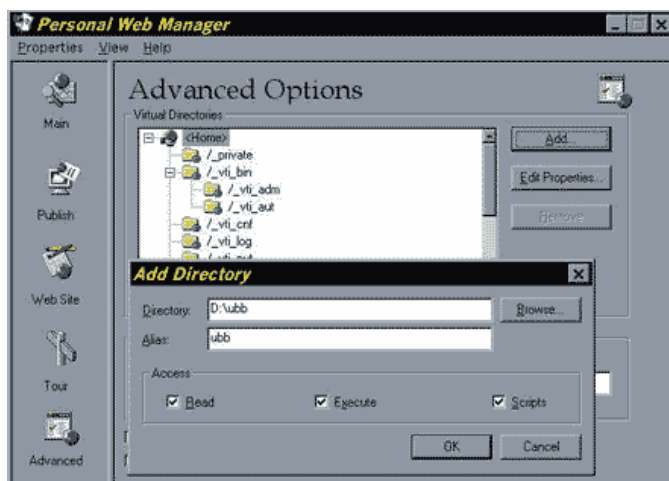 Personal Web Manager
Properties View Help
Main
Publish
Web Site
Tour
Advanced
Advanced Options
Virtual Directories
<Home>
/_private
/_vti_bin
/_vti_adm
/_vti_aut
/_vti_cnf
/_vti_log
Add...
Edit Properties...
Remove
Add Directory
Directory: D:\ubb
Browse...
Alias: ubb
Access
Read Execute Scripts
OK Cancel